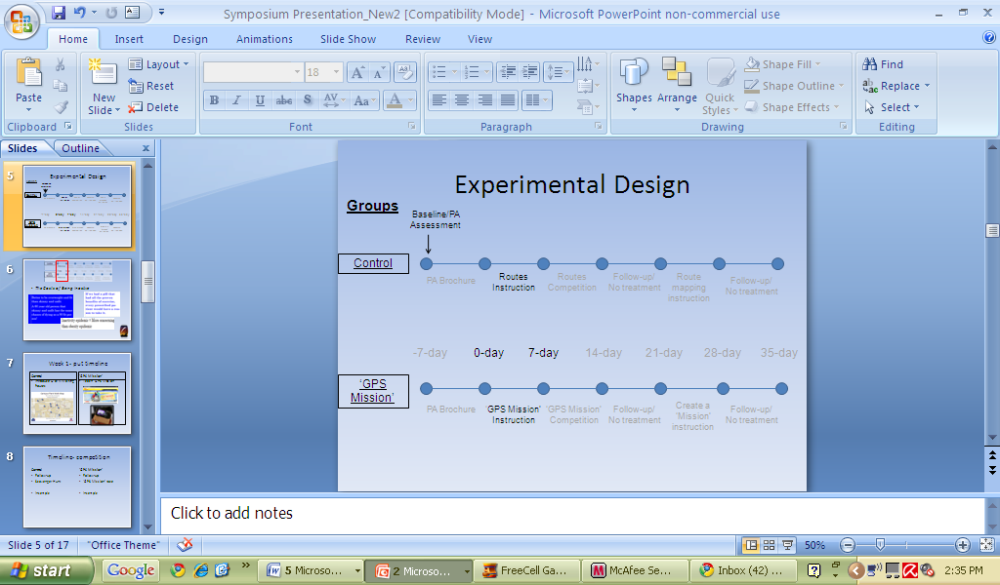 Symposium Presentation_New2 [Compatibility Mode] - Microsoft PowerPoint non-commercial use
Home Insert Design Animations Slide Show Review View
Paste
New Slide
Layout
Reset
Delete
18
B I U abc S AV Aa A
Shapes Arrange Quick Styles
Shape Fill
Shape Outline
Shape Effects
Find
Replace
Select
Clipboard Slides Font Paragraph Drawing Editing
Slides Outline x
5
Experimental Design
6
7
Week 1- put timeline
8
Timeline- competition
Experimental Design
Groups
Baseline/PA
Assessment
Control
PA Brochure
Routes
Instruction
Routes
Competition
Follow-up/
No treatment
Route
mapping
instruction
Follow-up/
No treatment
-7-day 0-day 7-day 14-day 21-day 28-day 35-day
‘GPS
Mission’
PA Brochure
'GPS Mission'
Instruction
'GPS Mission'
Competition
Follow-up/
No treatment
Create a
'Mission'
instruction
Follow-up/
No treatment
Click to add notes
Slide 5 of 17 "Office Theme" 50%
start Google 5 Microso... 2 Microso... FreeCell Ga... McAfee Se... Inbox (42) ... 2:35 PM